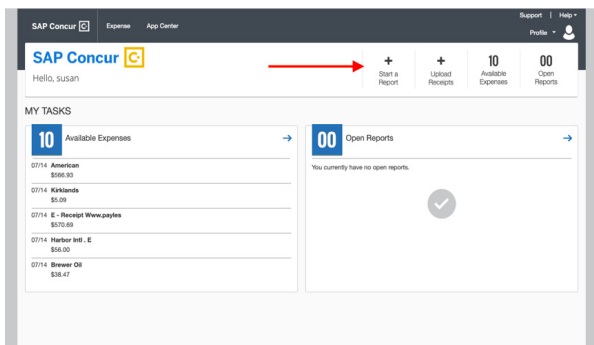 Support | Help
SAP Concur C Expense App Center
Profile
SAP Concur C
Hello, susan
+ Start a Report
+ Upload Receipts
10 Available Expenses
00 Open Reports
MY TASKS
10 Available Expenses →
07/14 American
$566.93
07/14 Kirklands
$5.09
07/14 E - Receipt Www.payles
$570.69
07/14 Harbor Intl . E
$56.00
07/14 Brewer Oil
$38.47
00 Open Reports →
You currently have no open reports.